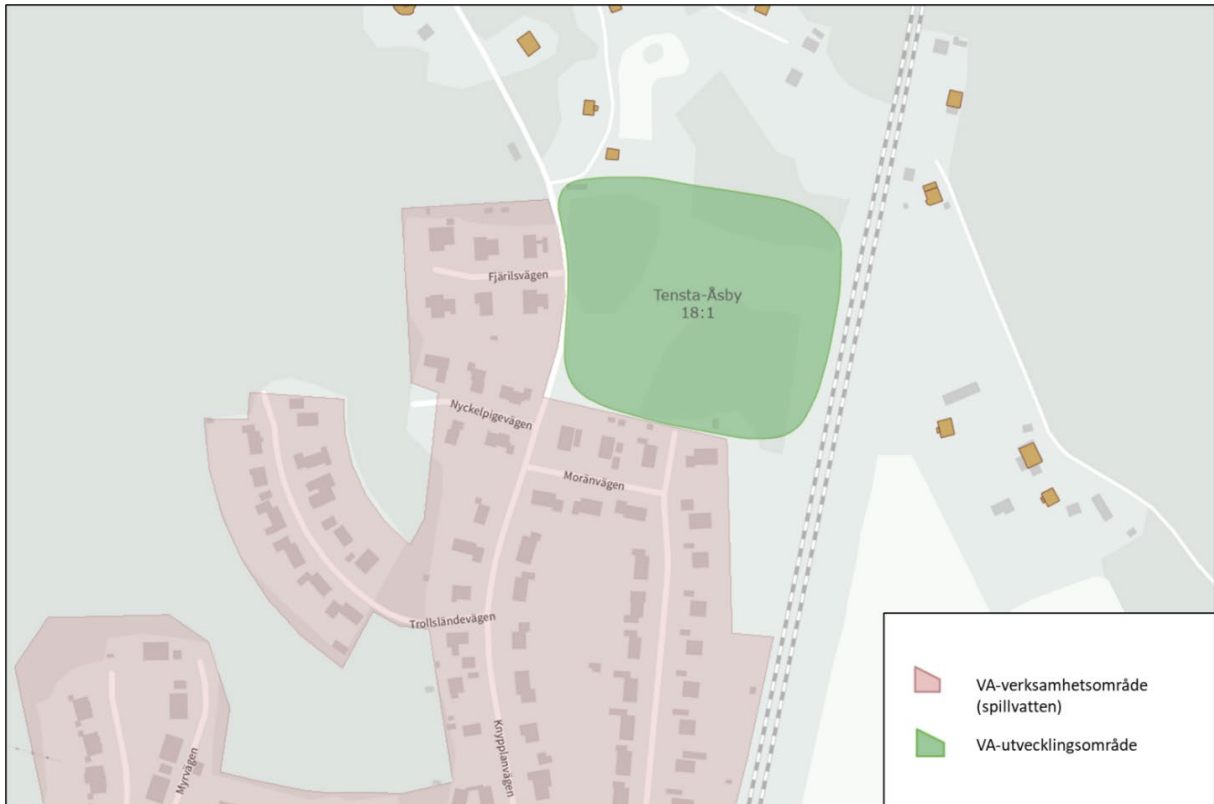 Fjärilsvägen
Tensta-Åsby
18:1
Nyckelpigevägen
Moränvägen
Trollsländevägen
Knypplanvägen
Myrvägen
VA-verksamhetsområde
(spillvatten)
VA-utvecklingsområde